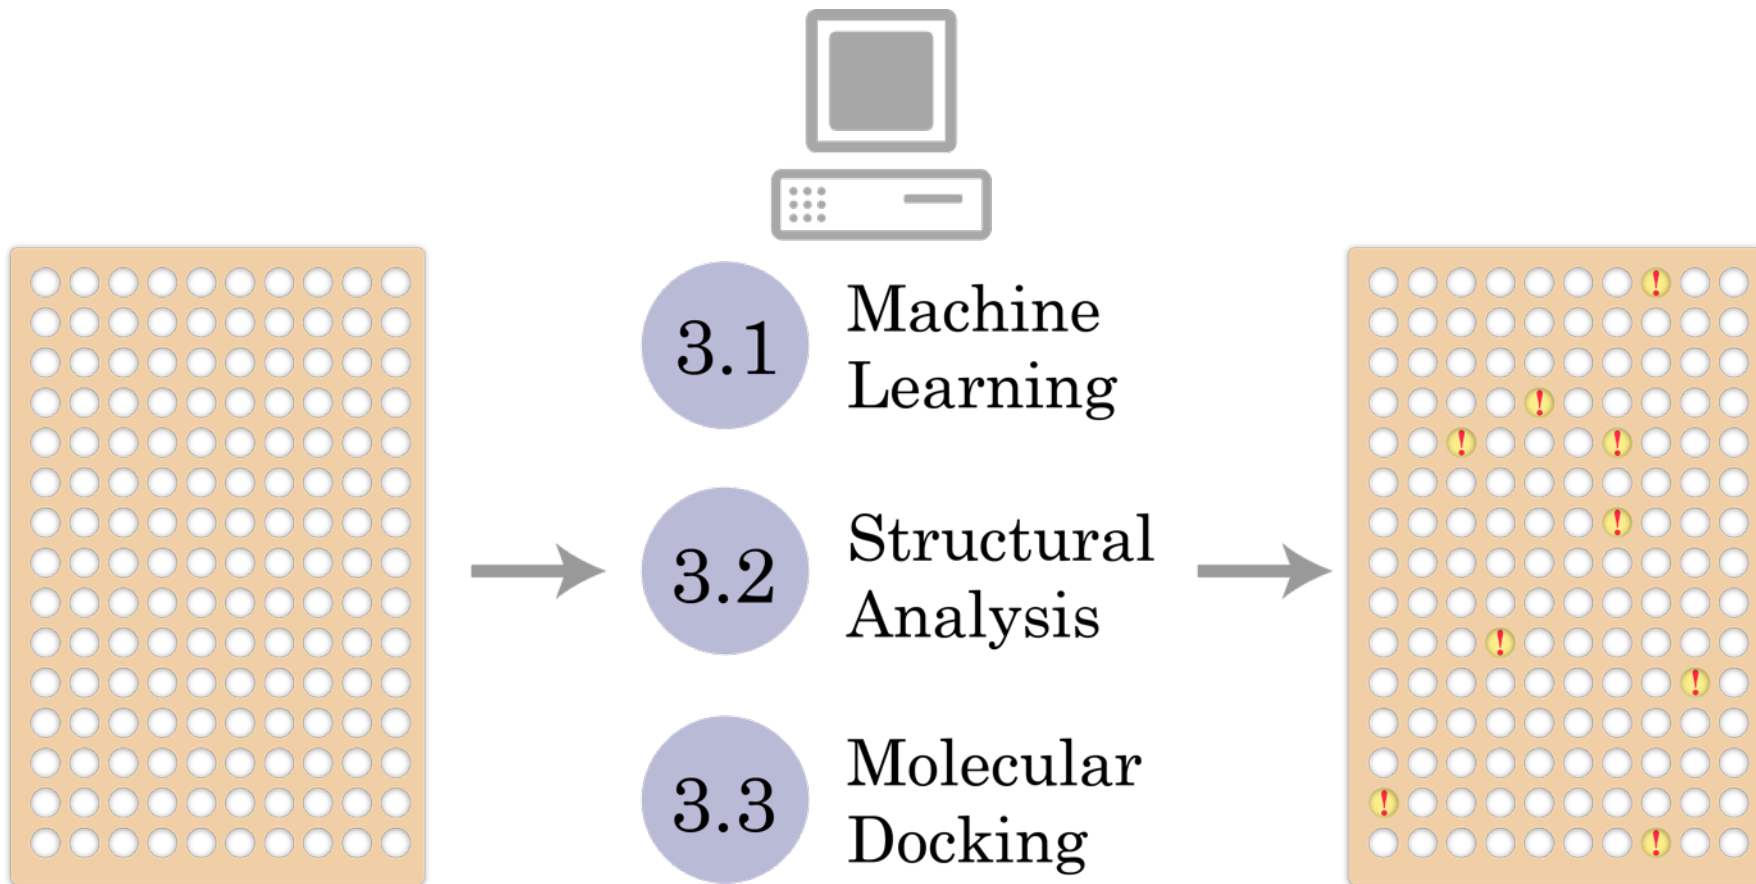 3.1
Machine
Learning
3.2
Structural
Analysis
3.3
Molecular
Docking
!
!
!
!
!
!
!
!
!